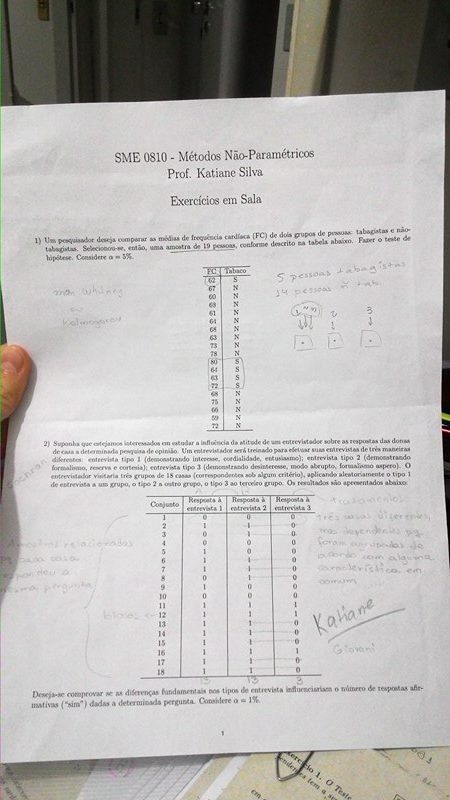 SME 0810 - Métodos Não-Paramétricos
Prof. Katiane Silva
Exercícios em Sala
1) Um pesquisador deseja comparar as médias de frequência cardíaca (FC) de dois grupos de pessoas: tabagistas e não-
tabagistas. Selecionou-se, então, uma amostra de 19 pessoas, conforme descrito na tabela abaixo. Fazer o teste de
hipótese. Considere α = 5%.
FC Tabaco
62 S
67 N
60 N
N
61 N
64 N
68 N
63 N
73 N
78 N
80 S
64 S
63 S
72 S
68 N
75 N
66 N
59 N
72 N
man Whitney
ou
Kolmogorov
5 pessoas tabagistas
14 pessoas ñ tab.
2 3
2) Suponha que estejamos interessados em estudar a influência da atitude de um entrevistador sobre as respostas das donas
de casa a determinada pesquisa de opinião. Um entrevistador será treinado para efetuar suas entrevistas de três maneiras
diferentes: entrevista tipo 1 (demonstrando interesse, cordialidade, entusiasmo); entrevista tipo 2 (demonstrando
formalismo, reserva e cortesia); entrevista tipo 3 (demonstrando desinteresse, modo abrupto, formalismo aspero). O
entrevistador visitaria três grupos de 18 casas (correspondentes aob algum critério), aplicando aleatoriamente o tipo 1
de entrevista a um grupo, o tipo 2 a outro grupo, o tipo 3 ao terceiro grupo. Os resultados são apresentados abaixo:
Conjunto Resposta à entrevista 1 Resposta à entrevista 2 Resposta à entrevista 3
1 0 0 0
2 1 1 0
3 0 1 0
4 0 0 0
5 1 0 0
6 1 1 0
7 1 1 0
8 0 1 0
9 1 0 0
10 0 0 0
11 1 1 1
12 1 1 1
13 1 1 0
14 1 1 0
15 1 1 0
16 1 1 1
17 1 1 0
18 1 1 0
13 13 3
Amostras relacionadas
pq cada casa
respondeu a
mesma pergunta
blocos
tratamentos
três casas diferentes,
mas dependentes pq
foram agrupadas de
acordo com alguma
característica em
comum
Katiane
Giovani
Deseja-se comprovar se as diferenças fundamentais nos tipos de entrevista influenciariam o número de respostas afir-
mativas ("sim") dadas a determinada pergunta. Considere α = 1%.
1
Exercício 1. O Teste